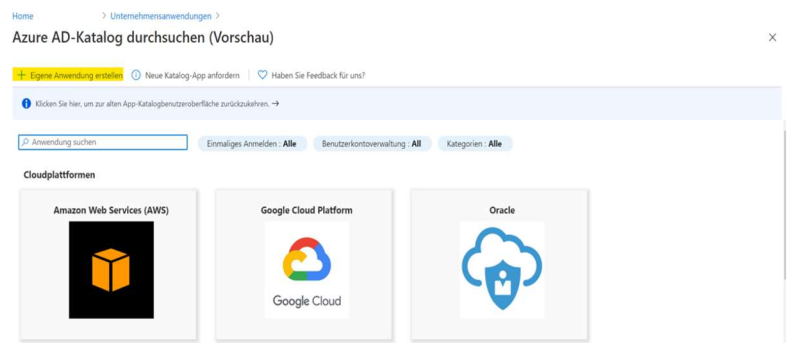 Home > Unternehmensanwendungen >
Azure AD-Katalog durchsuchen (Vorschau)
+ Eigene Anwendung erstellen Neue Katalog-App anfordern Haben Sie Feedback für uns?
Klicken Sie hier, um zur alten App-Katalogbenutzeroberfläche zurückzukehren. →
Anwendung suchen Einmaliges Anmelden : Alle Benutzerkontoverwaltung : All Kategorien : Alle
Cloudplattformen
Amazon Web Services (AWS) Google Cloud Platform Oracle
Google Cloud